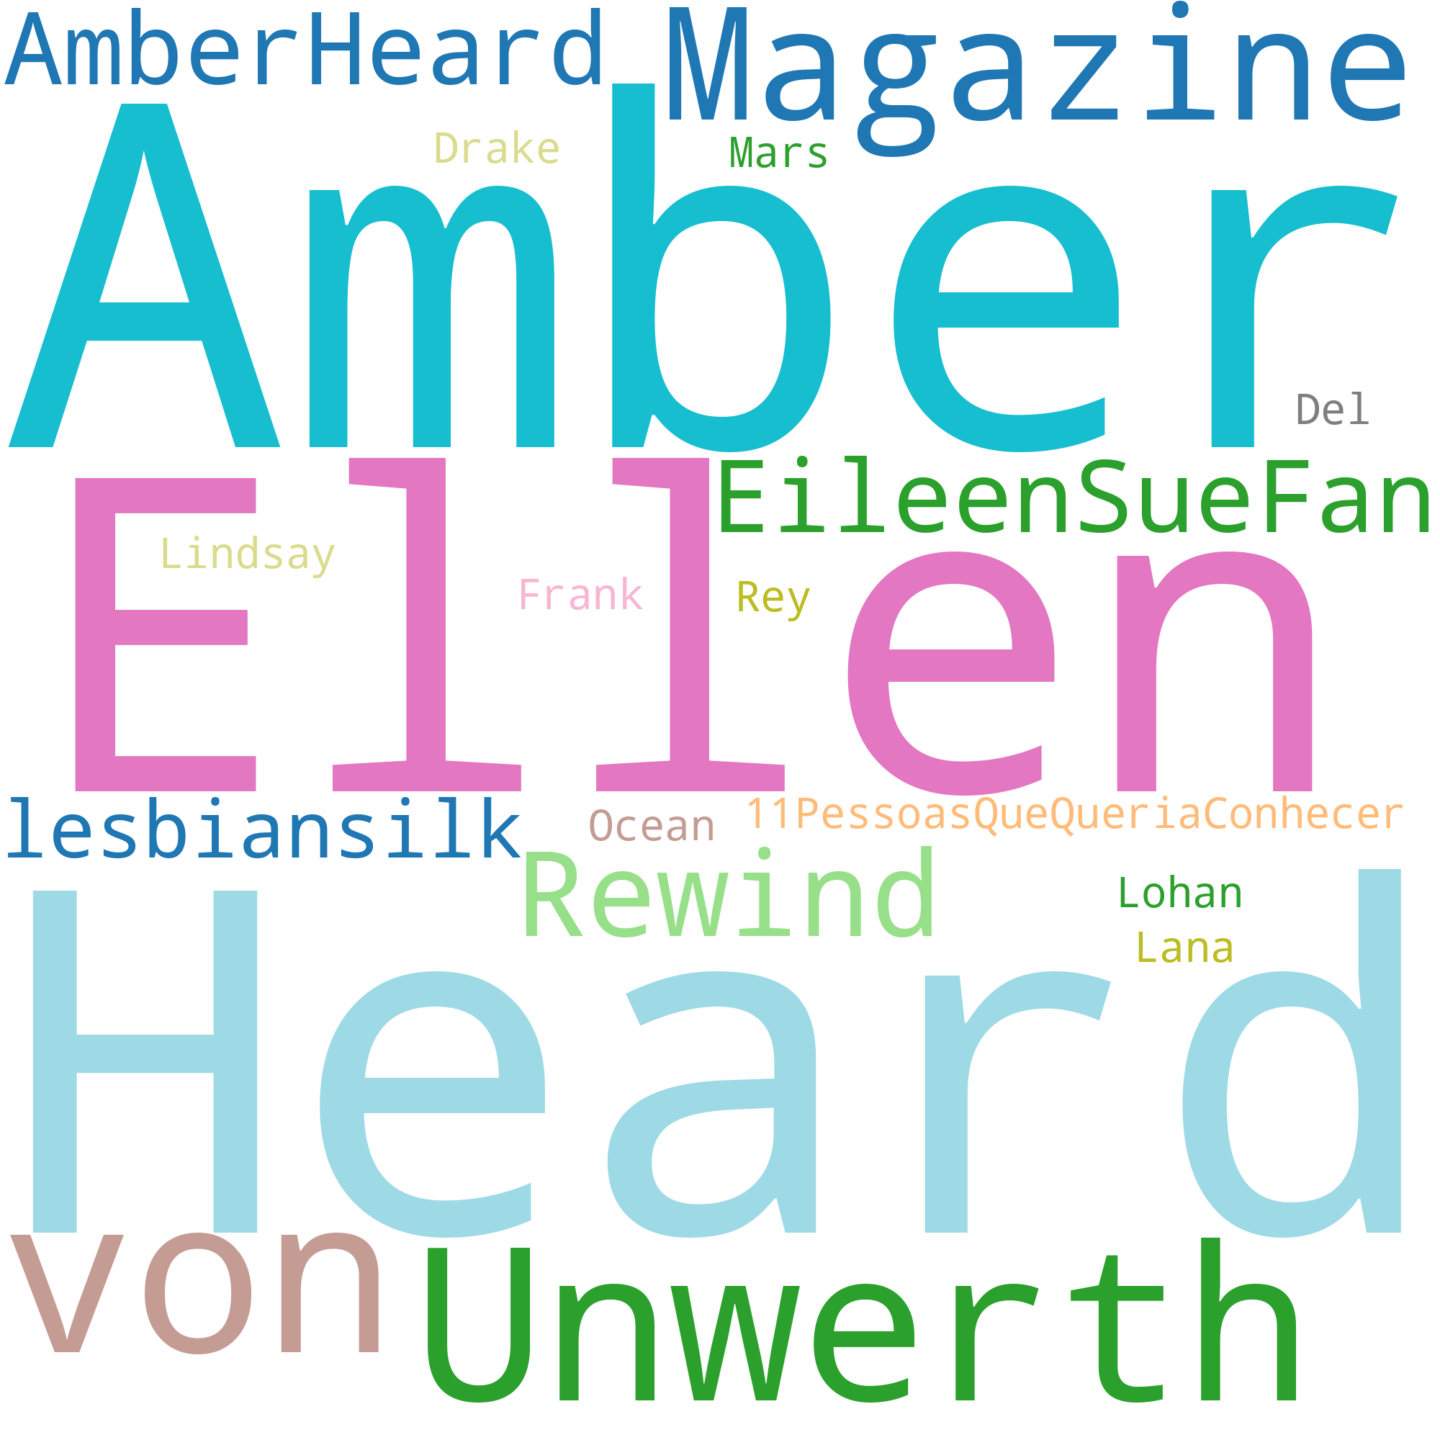 AmberHeard Magazine
Drake Mars
Amber
Del
EileenSueFan
Ellen
Lindsay
Frank Rey
lesbiansilk Ocean 11PessoasQueQueriaConhecer
Rewind Lohan
Lana
Heard
von Unwerth